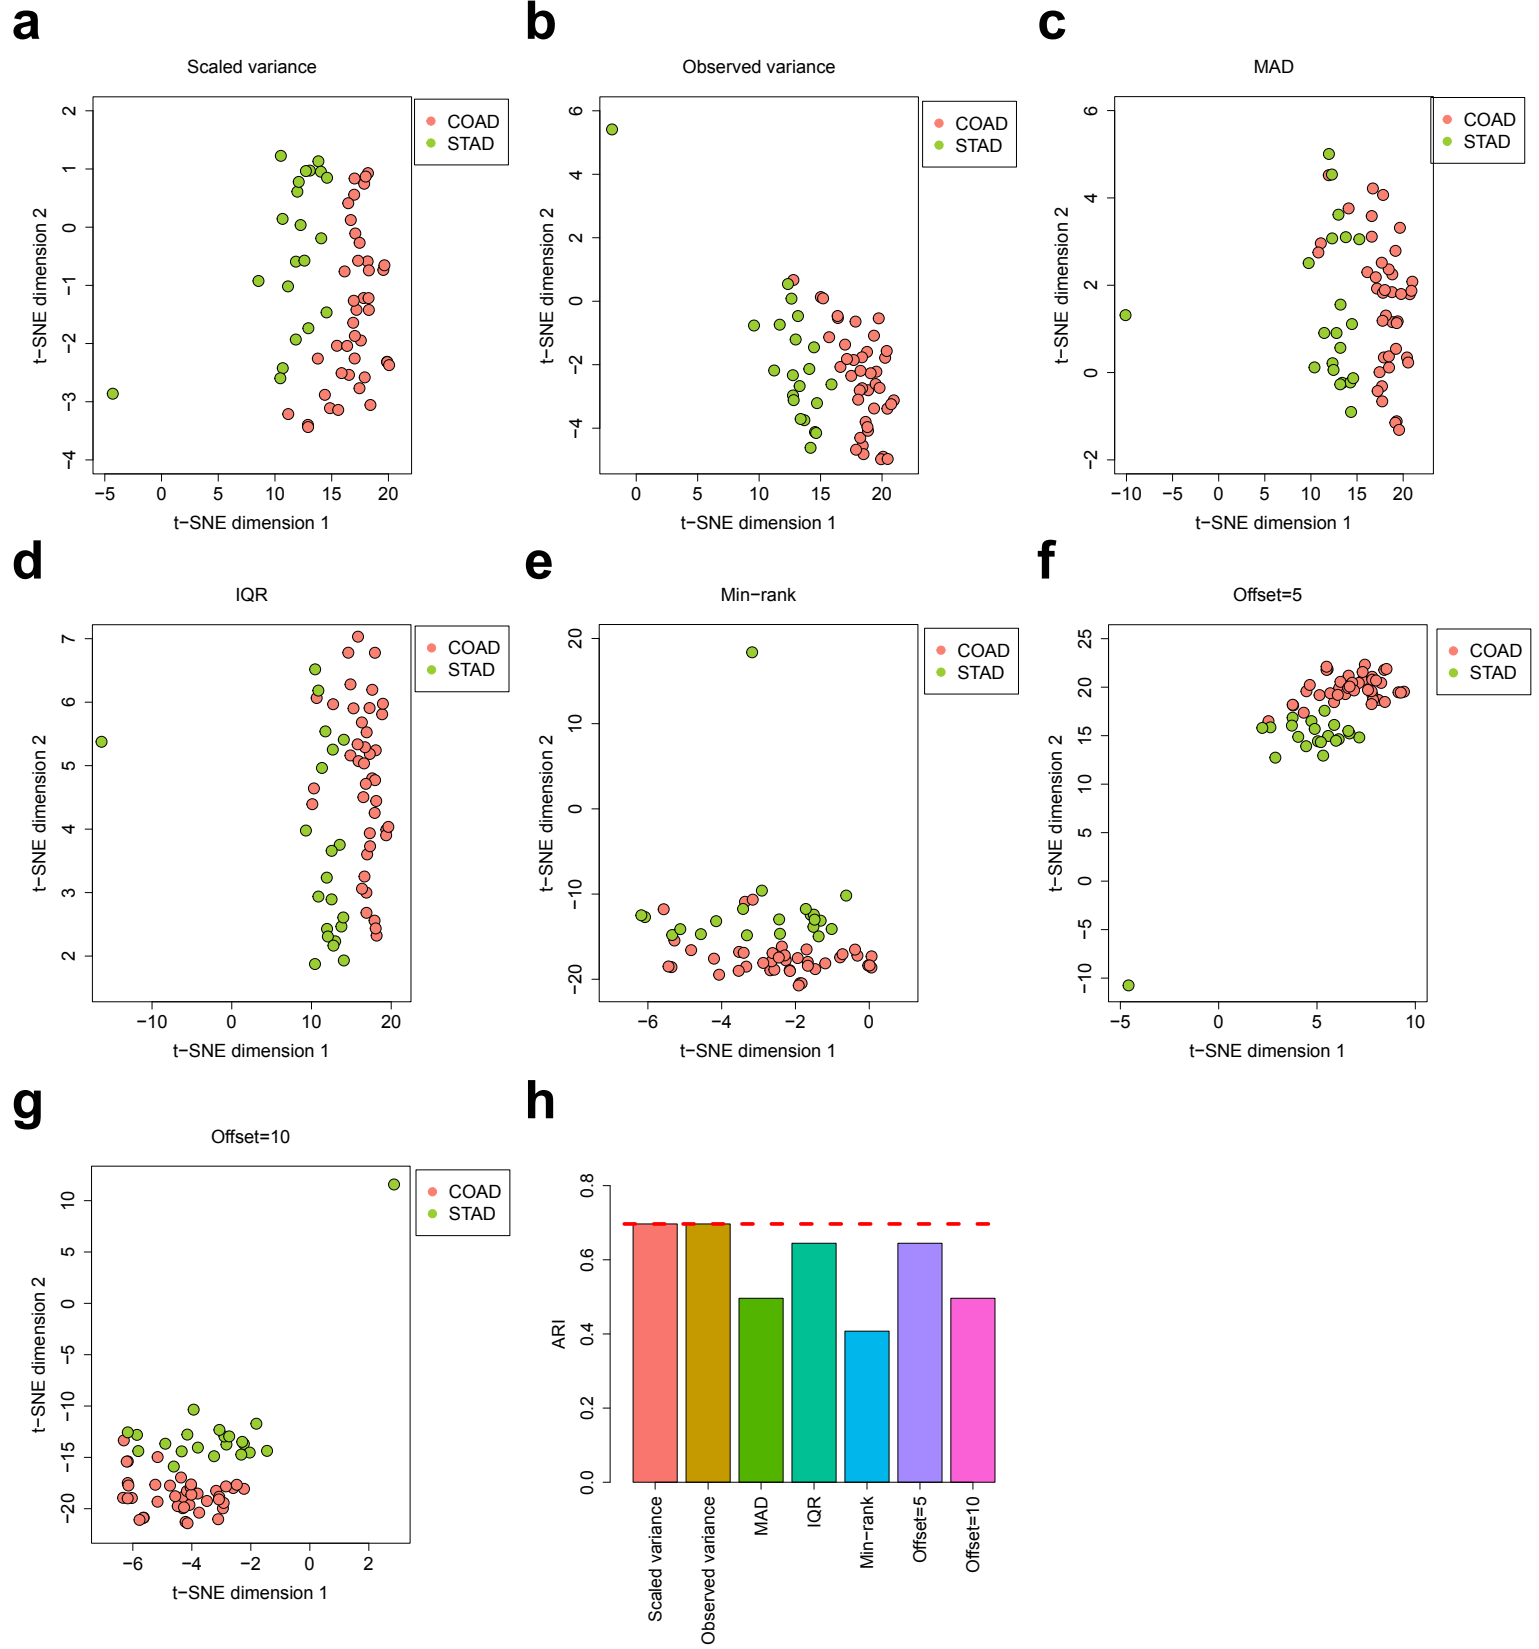 a
Scaled variance
COAD
STAD
t−SNE dimension 2
2
1
0
−1
−2
−3
−4
−5 0 5 10 15 20
t−SNE dimension 1
b
Observed variance
COAD
STAD
t−SNE dimension 2
6
4
2
0
−2
−4
0 5 10 15 20
t−SNE dimension 1
c
MAD
COAD
STAD
t−SNE dimension 2
6
4
2
0
−2
−10 −5 0 5 10 15 20
t−SNE dimension 1
d
IQR
COAD
STAD
t−SNE dimension 2
7
6
5
4
3
2
−10 0 10 20
t−SNE dimension 1
e
Min−rank
COAD
STAD
t−SNE dimension 2
20
10
0
−10
−20
−6 −4 −2 0
t−SNE dimension 1
f
Offset=5
COAD
STAD
t−SNE dimension 2
25
20
15
10
5
0
−5
−10
−5 0 5 10
t−SNE dimension 1
g
Offset=10
COAD
STAD
t−SNE dimension 2
10
5
0
−5
−10
−15
−20
−6 −4 −2 0 2
t−SNE dimension 1
h
ARI
0.8
0.6
0.4
0.2
0.0
Scaled variance
Observed variance
MAD
IQR
Min−rank
Offset=5
Offset=10